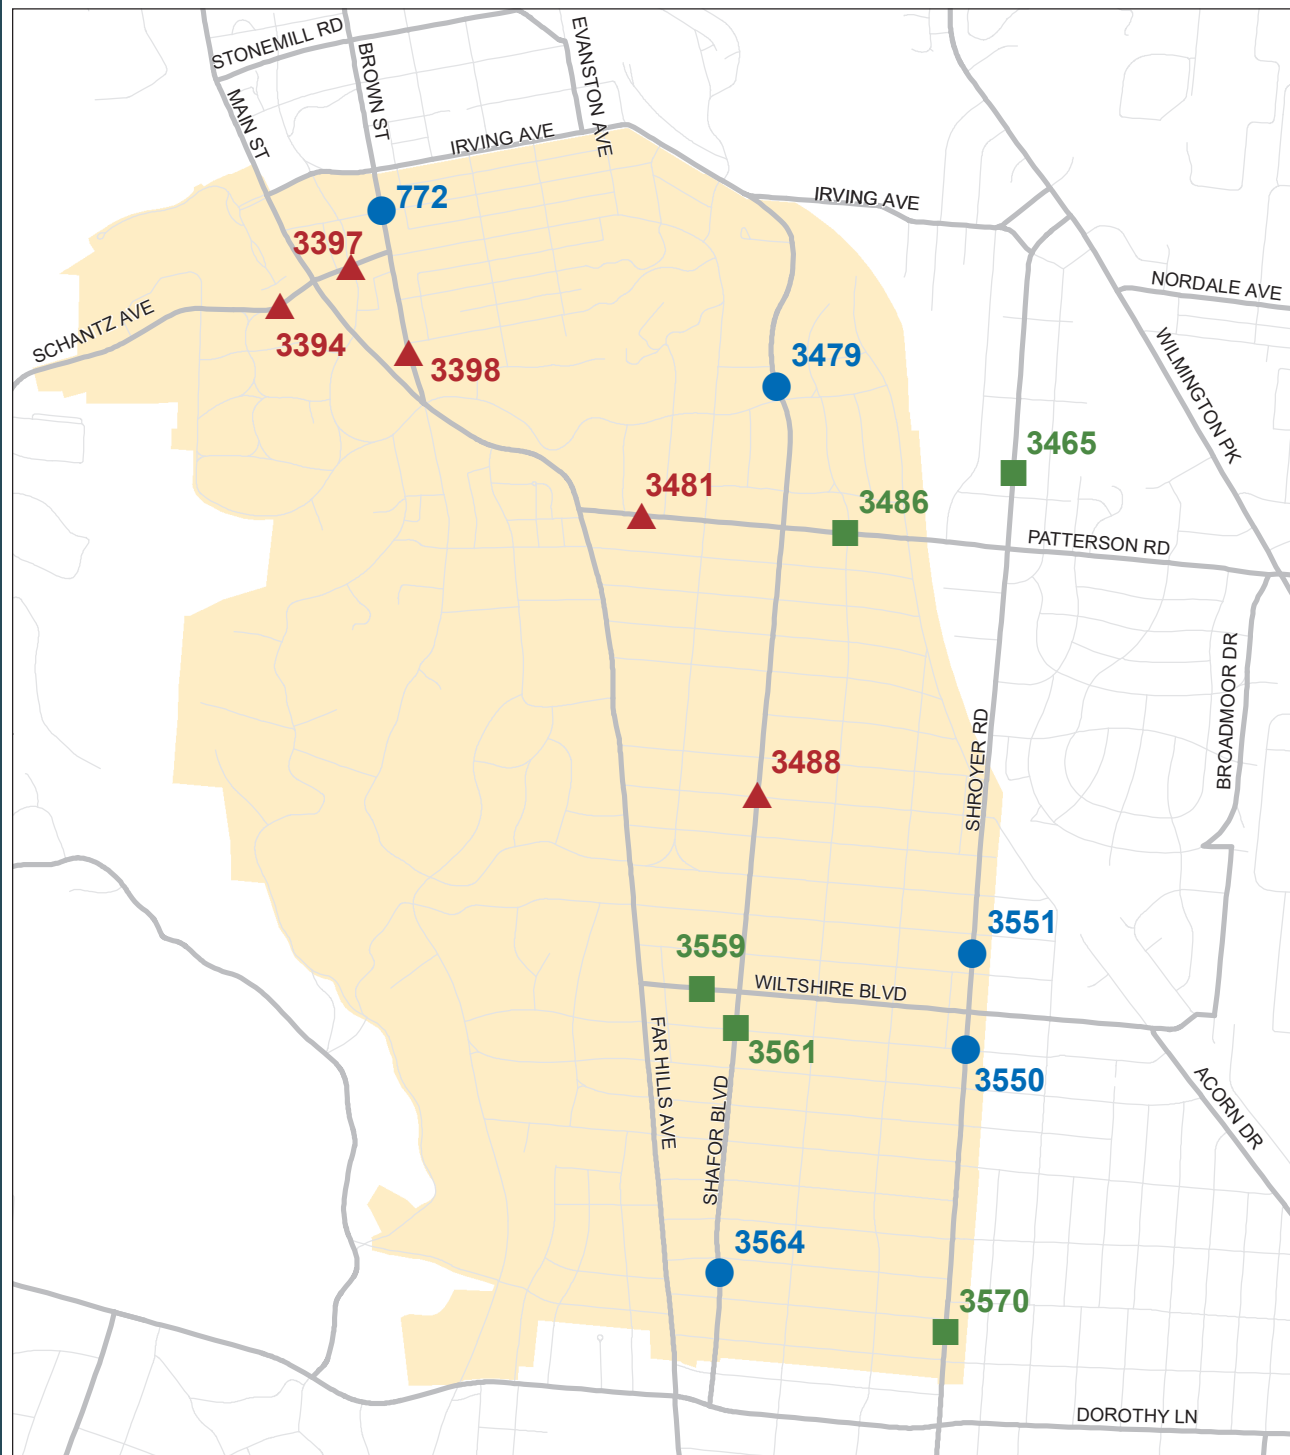 STONEMILL RD
BROWN ST
EVANSTON AVE
MAIN ST
IRVING AVE
772
IRVING AVE
3397
NORDALE AVE
SCHANTZ AVE
3394
3398
3479
WILMINGTON PK
3465
3481
3486
PATTERSON RD
BROADMOOR DR
SHROYER RD
3488
3551
3559
WILTSHIRE BLVD
FAR HILLS AVE
3561
3550
SHAFOR BLVD
ACORN DR
3564
3570
DOROTHY LN